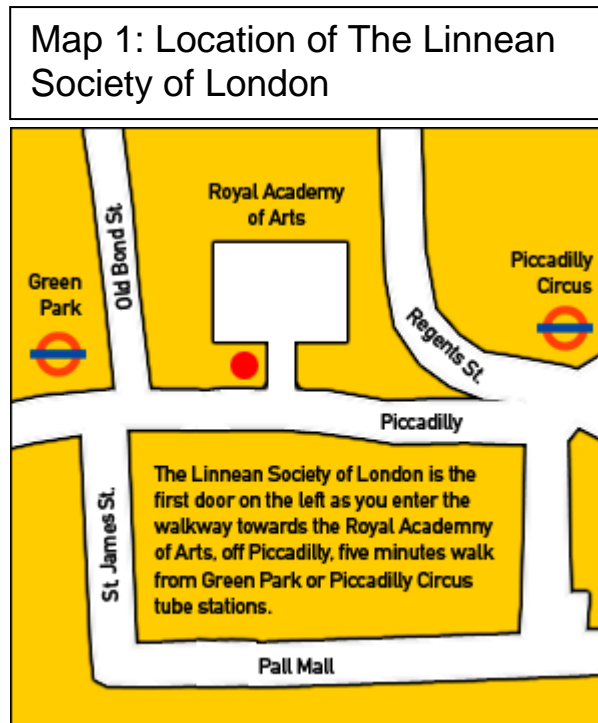 Map 1: Location of The Linnean
Society of London
Royal Academy
of Arts
Old Bond St.
Green
Park
Piccadilly
Circus
Regents St.
Piccadilly
The Linnean Society of London is the
first door on the left as you enter the
walkway towards the Royal Academny
of Arts, off Piccadilly, five minutes walk
from Green Park or Piccadilly Circus
tube stations.
St. James St.
Pall Mall